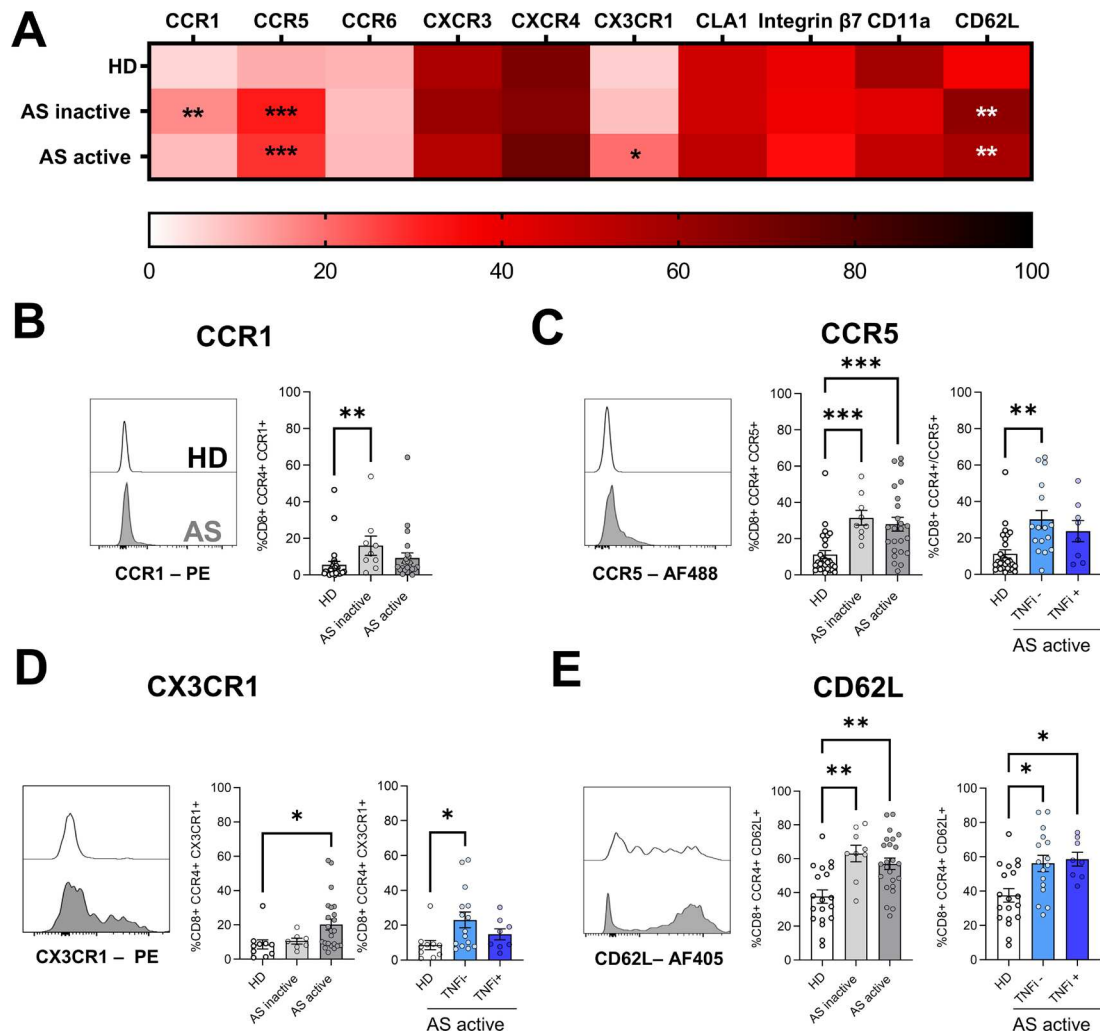 A
CCR1 CCR5 CCR6 CXCR3 CXCR4 CX3CR1 CLA1 Integrin β7 CD11a CD62L
HD
AS inactive ** *** **
AS active *** * **
0 20 40 60 80 100
B
CCR1
HD
AS
CCR1 – PE
%CD8+ CCR4+ CCR1+
100
80
60
40
20
0
**
HD AS inactive AS active
C
CCR5
CCR5 – AF488
%CD8+ CCR4+ CCR5+
100
80
60
40
20
0
***
***
HD AS inactive AS active
%CD8+ CCR4+/CCR5+
100
80
60
40
20
0
**
HD TNFi - TNFi +
AS active
D
CX3CR1
CX3CR1 – PE
%CD8+ CCR4+ CX3CR1+
100
80
60
40
20
0
*
HD AS inactive AS active
%CD8+ CCR4+ CX3CR1+
100
80
60
40
20
0
*
HD TNFi- TNFi+
AS active
E
CD62L
CD62L– AF405
%CD8+ CCR4+ CD62L+
100
80
60
40
20
0
**
**
HD AS inactive AS active
%CD8+ CCR4+ CD62L+
100
80
60
40
20
0
*
*
HD TNFi - TNFi +
AS active